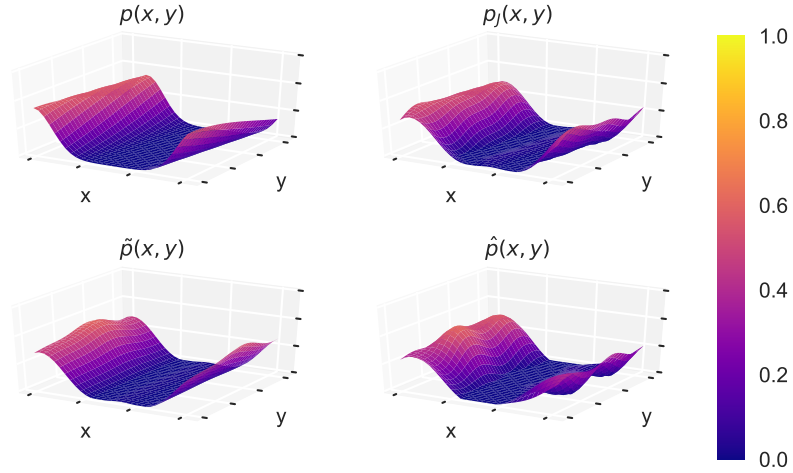 p(x, y)
p_J(x, y)
x
y
x
y
p̃(x, y)
p̂(x, y)
x
y
x
y
1.0
0.8
0.6
0.4
0.2
0.0